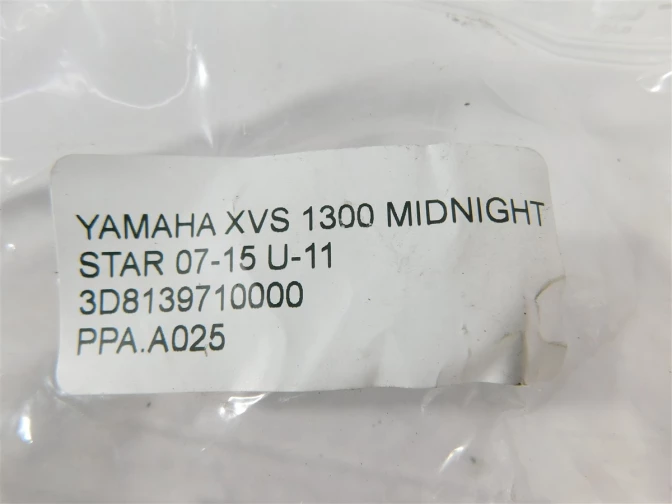 YAMAHA XVS 1300 MIDNIGHT
STAR 07-15 U-11
3D8139710000
PPA.A025